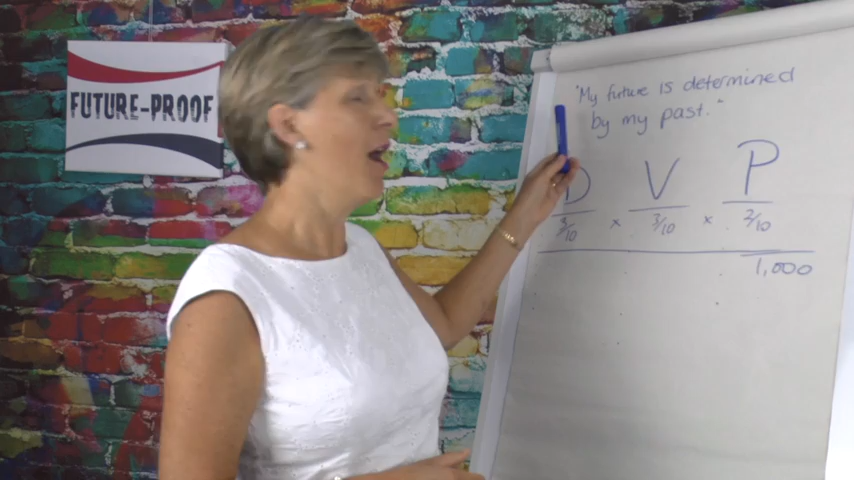 FUTURE-PROOF
"My future is determined
by my past."
D V P
3/10 x 3/10 x 2/10
1,000